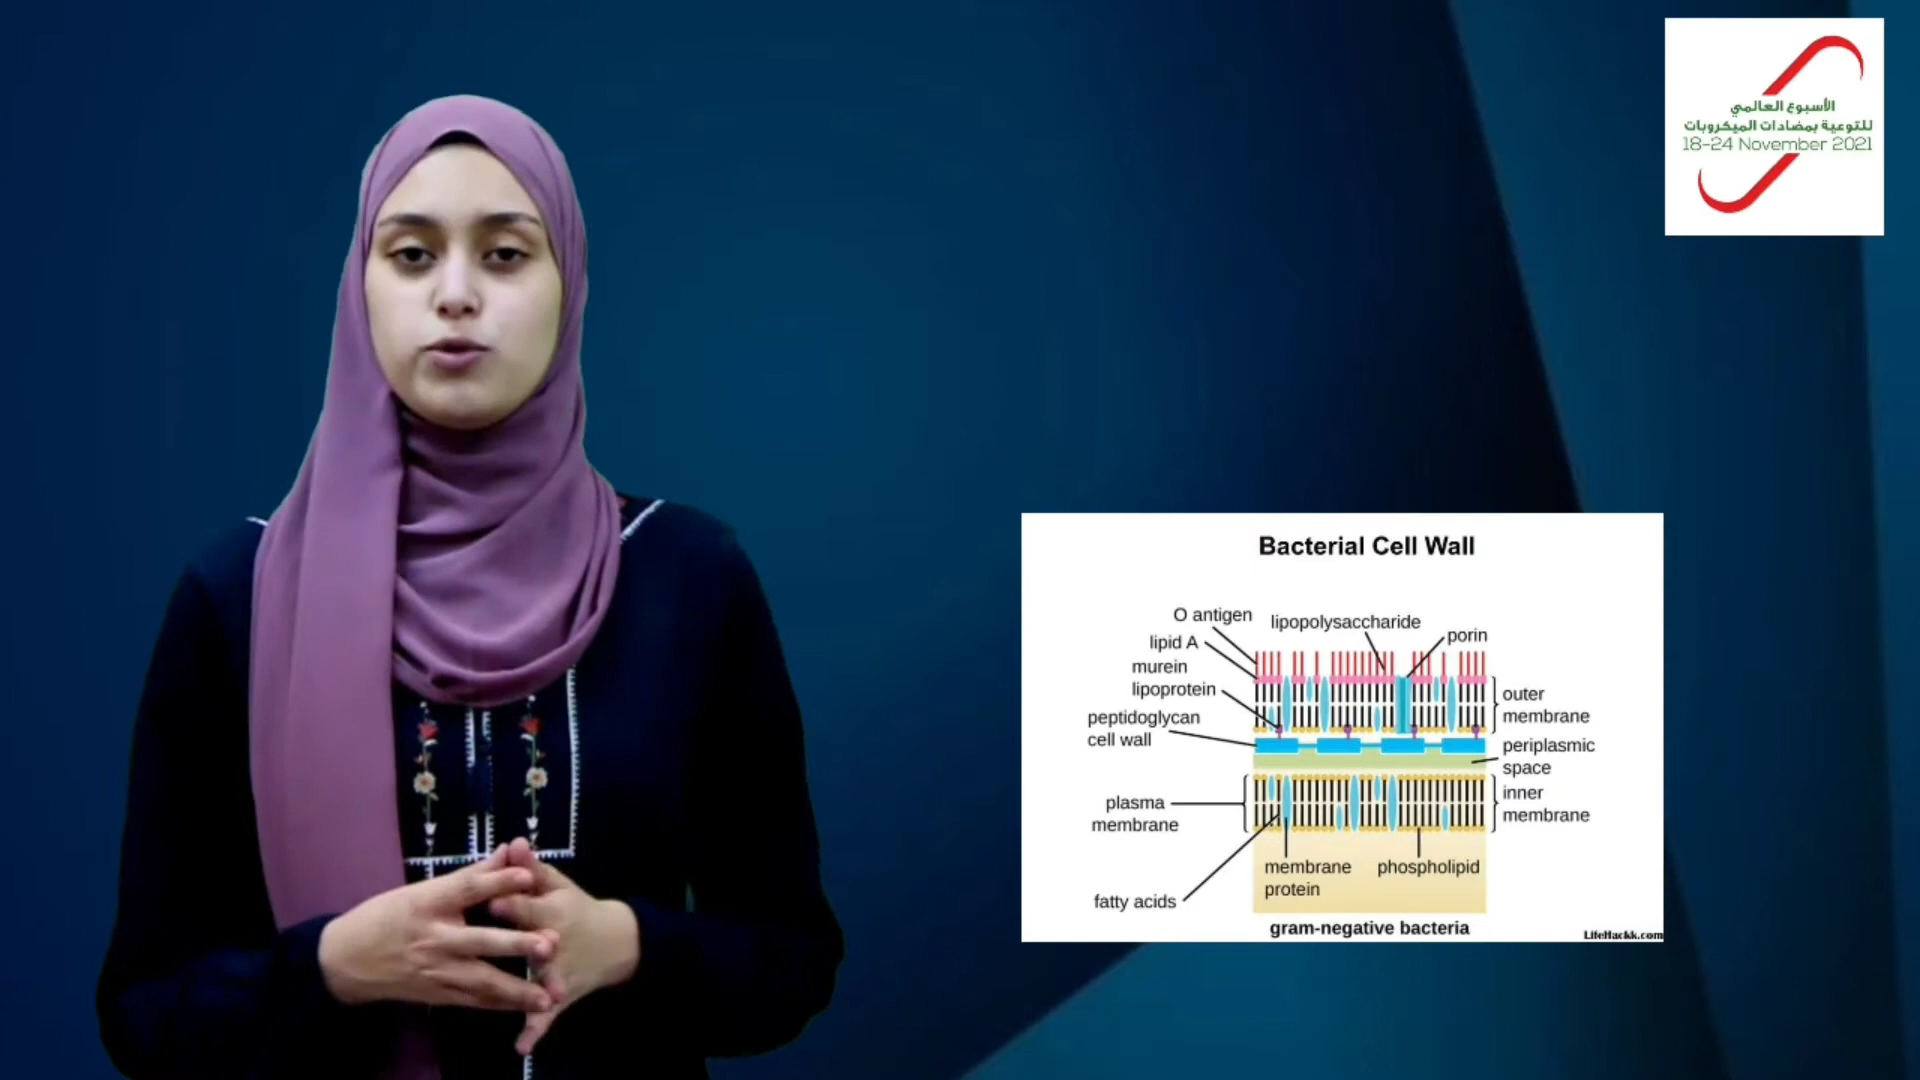 الأسبوع العالمي
للتوعية بمضادات الميكروبات
18-24 November 2021
Bacterial Cell Wall
O antigen
lipopolysaccharide
porin
lipid A
murein
lipoprotein
peptidoglycan
cell wall
outer
membrane
periplasmic
space
inner
membrane
plasma
membrane
membrane
protein
phospholipid
fatty acids
gram-negative bacteria
LifeHackk.com